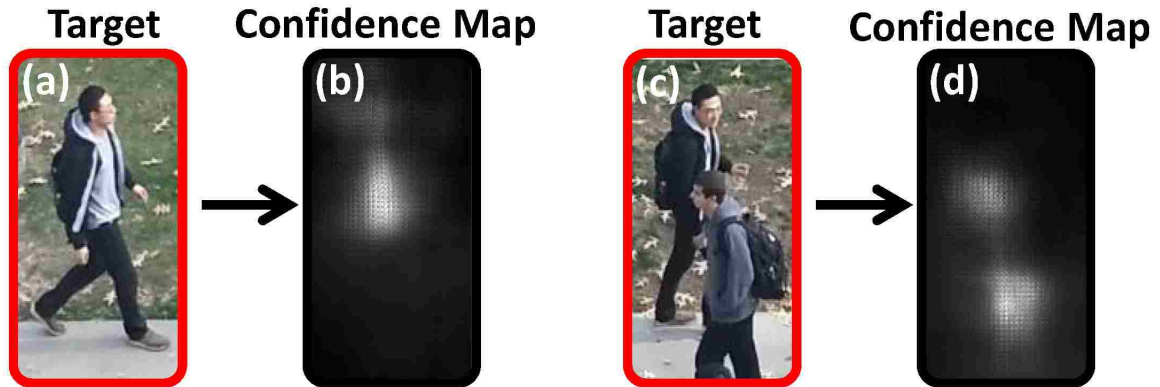 Target
Confidence Map
Target
Confidence Map
(a)
(b)
(c)
(d)